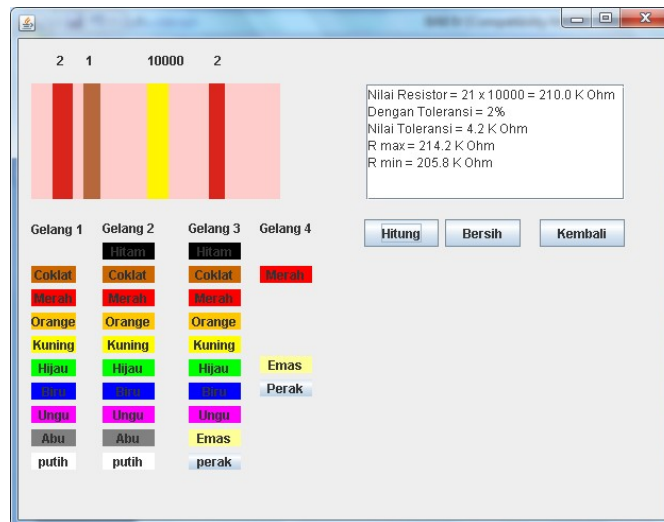 2 1 10000 2
Nilai Resistor = 21 x 10000 = 210.0 K Ohm
Dengan Toleransi = 2%
Nilai Toleransi = 4.2 K Ohm
R max = 214.2 K Ohm
R min = 205.8 K Ohm
Hitung Bersih Kembali
Gelang 1 Gelang 2 Gelang 3 Gelang 4
Hitam Hitam
Coklat Coklat Coklat Merah
Merah Merah Merah
Orange Orange Orange
Kuning Kuning Kuning
Hijau Hijau Hijau Emas
Biru Biru Biru Perak
Ungu Ungu Ungu
Abu Abu Emas
putih putih perak